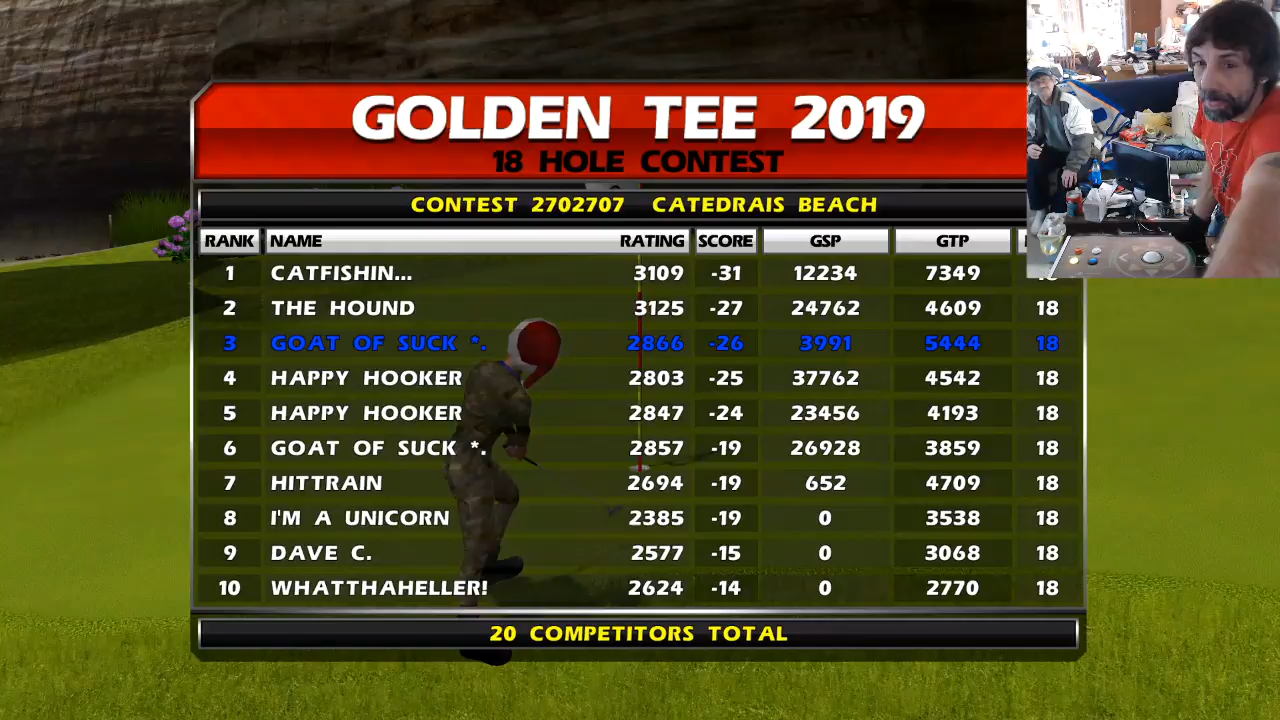 GOLDEN TEE 2019
18 HOLE CONTEST
CONTEST 2702707 CATEDRAIS BEACH
RANK NAME RATING SCORE GSP GTP
1 CATFISHIN... 3109 -31 12234 7349
2 THE HOUND 3125 -27 24762 4609 18
3 GOAT OF SUCK *. 2866 -26 3991 5444 18
4 HAPPY HOOKER 2803 -25 37762 4542 18
5 HAPPY HOOKER 2847 -24 23456 4193 18
6 GOAT OF SUCK *. 2857 -19 26928 3859 18
7 HITTRAIN 2694 -19 652 4709 18
8 I'M A UNICORN 2385 -19 0 3538 18
9 DAVE C. 2577 -15 0 3068 18
10 WHATTHAHELLER! 2624 -14 0 2770 18
20 COMPETITORS TOTAL